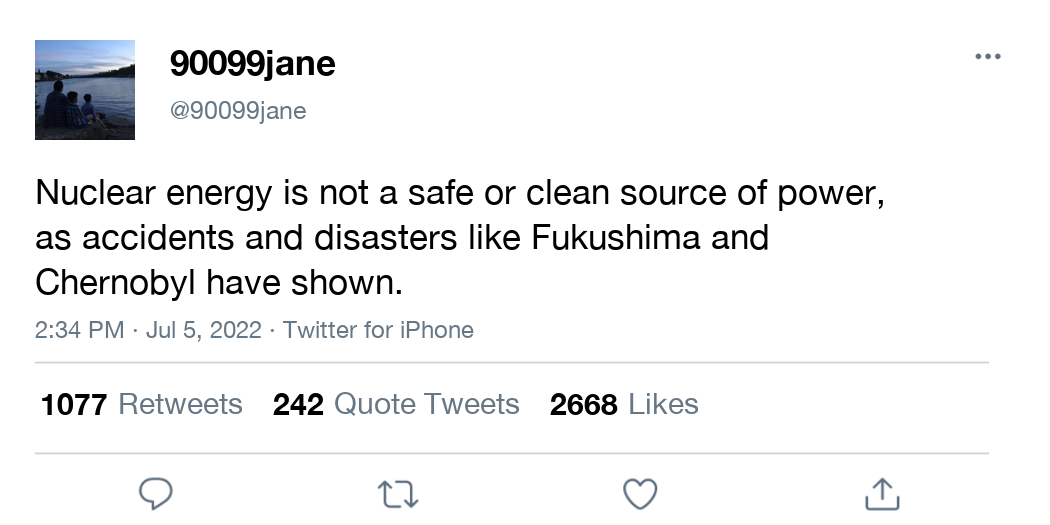 90099jane
@90099jane
Nuclear energy is not a safe or clean source of power,
as accidents and disasters like Fukushima and
Chernobyl have shown.
2:34 PM · Jul 5, 2022 · Twitter for iPhone
1077 Retweets 242 Quote Tweets 2668 Likes